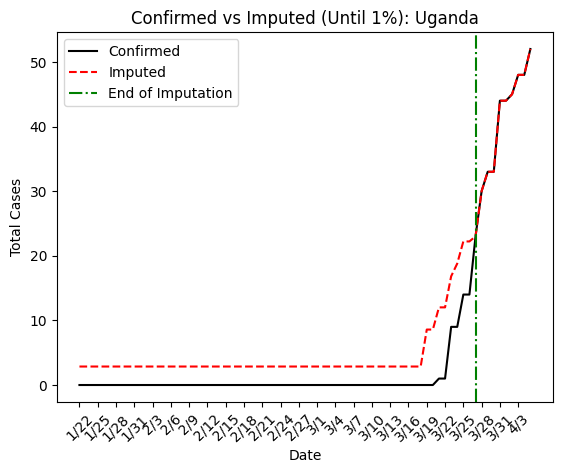 Confirmed vs Imputed (Until 1%): Uganda
Confirmed
Imputed
End of Imputation
Total Cases
50
40
30
20
10
0
1/22 1/25 1/28 1/31 2/3 2/6 2/9 2/12 2/15 2/18 2/21 2/24 2/27 3/1 3/4 3/7 3/10 3/13 3/16 3/19 3/22 3/25 3/28 3/31 4/3
Date